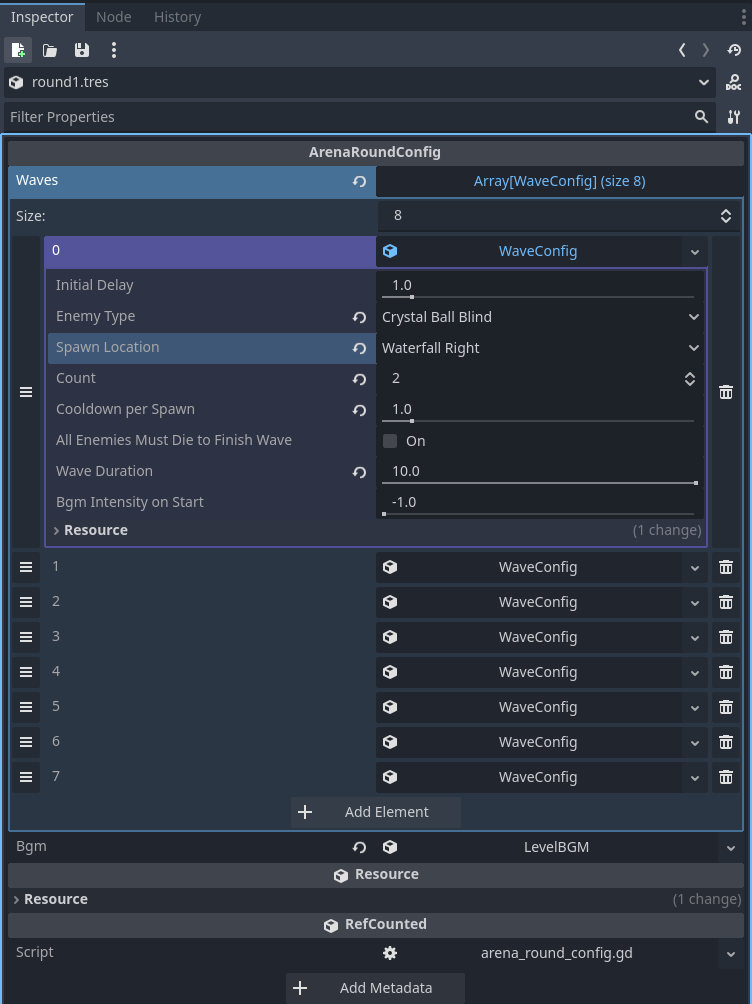 Inspector Node History
round1.tres
DOC
Filter Properties
ArenaRoundConfig
Waves Array[WaveConfig] (size 8)
Size: 8
0 WaveConfig
Initial Delay 1.0
Enemy Type Crystal Ball Blind
Spawn Location Waterfall Right
Count 2
Cooldown per Spawn 1.0
All Enemies Must Die to Finish Wave On
Wave Duration 10.0
Bgm Intensity on Start -1.0
Resource (1 change)
1 WaveConfig
2 WaveConfig
3 WaveConfig
4 WaveConfig
5 WaveConfig
6 WaveConfig
7 WaveConfig
Add Element
Bgm LevelBGM
Resource
Resource (1 change)
RefCounted
Script arena_round_config.gd
Add Metadata